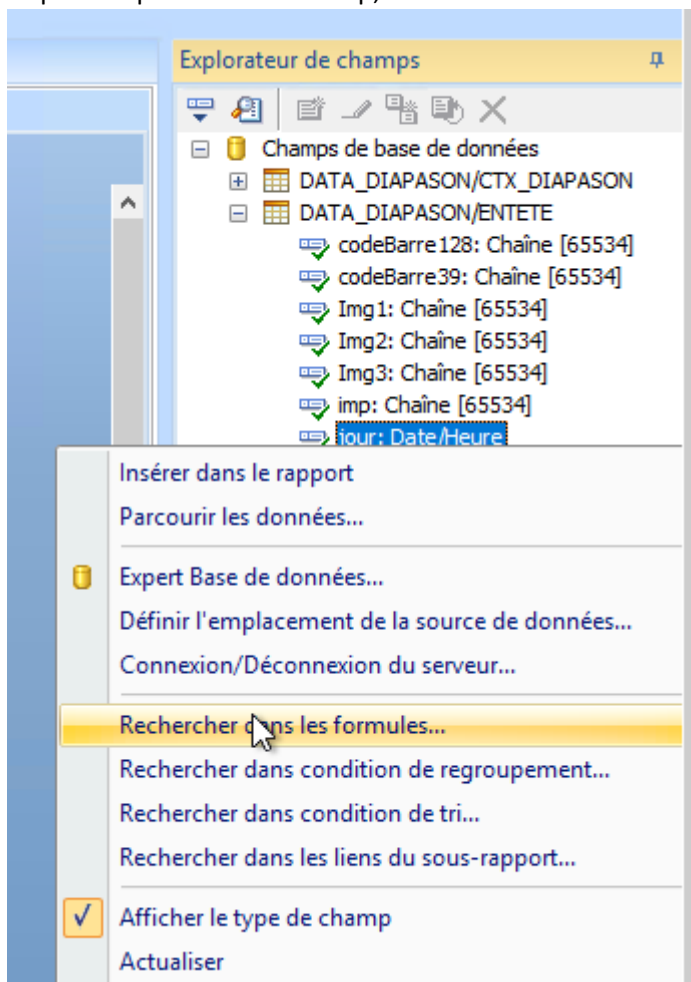 Explorateur de champs
Champs de base de données
DATA_DIAPASON/CTX_DIAPASON
DATA_DIAPASON/ENTETE
codeBarre128: Chaîne [65534]
codeBarre39: Chaîne [65534]
Img1: Chaîne [65534]
Img2: Chaîne [65534]
Img3: Chaîne [65534]
imp: Chaîne [65534]
jour: Date/Heure
Insérer dans le rapport
Parcourir les données...
Expert Base de données...
Définir l'emplacement de la source de données...
Connexion/Déconnexion du serveur...
Rechercher dans les formules...
Rechercher dans condition de regroupement...
Rechercher dans condition de tri...
Rechercher dans les liens du sous-rapport...
Afficher le type de champ
Actualiser